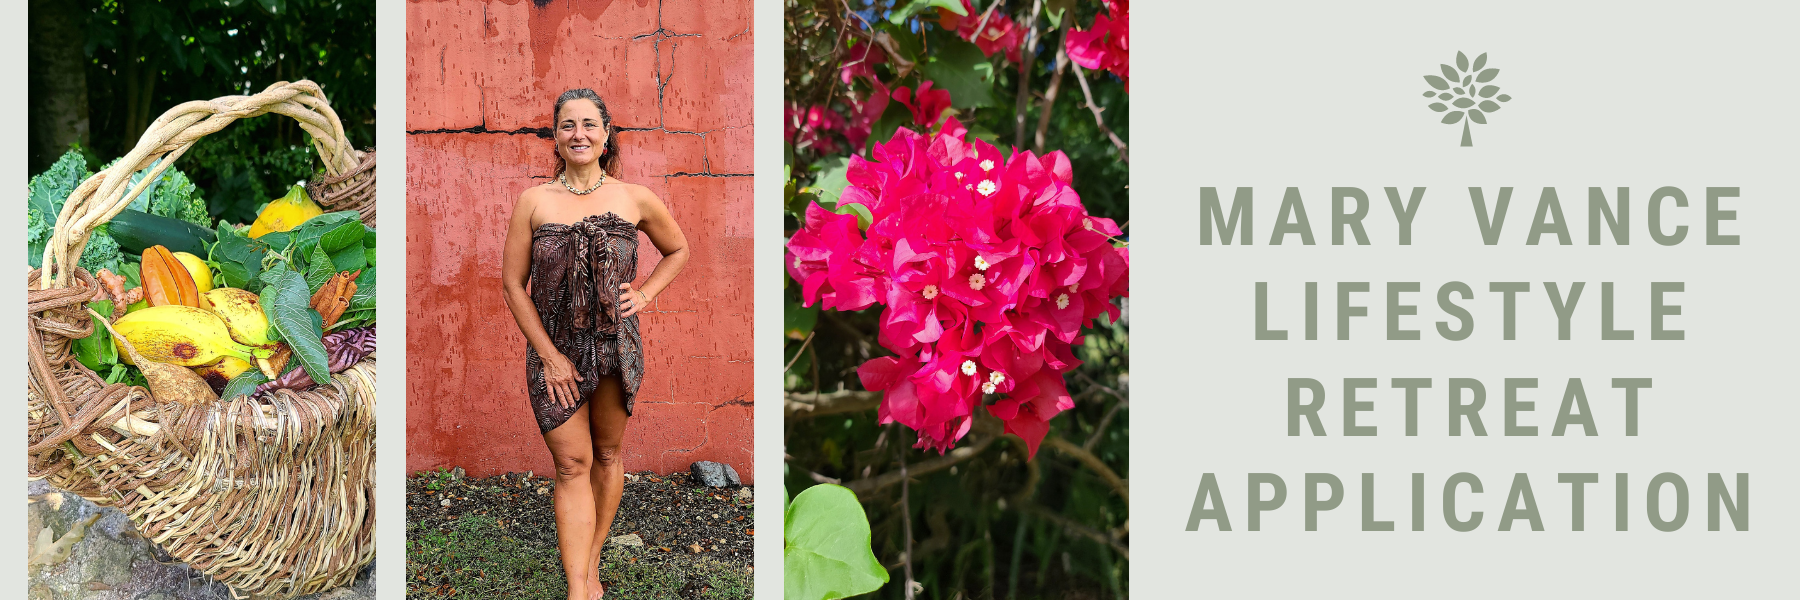 MARY VANCE
LIFESTYLE
RETREAT
APPLICATION